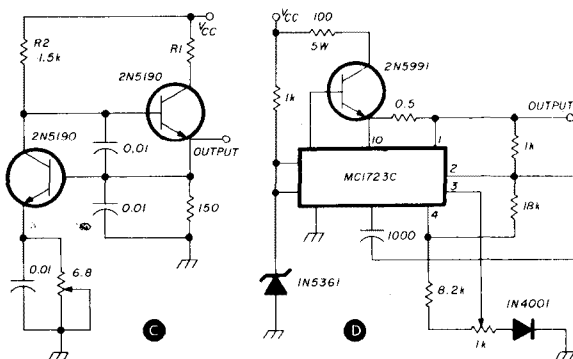 VCC
R2
1.5k
R1
2N5190
2N5190
0.01
OUTPUT
0.01
150
0.01
6.8
C
VCC
100
5W
2N5991
1k
0.5
OUTPUT
10
1
1k
MC1723C
2
3
18k
4
1000
1N5361
8.2k
1N4001
1k
D